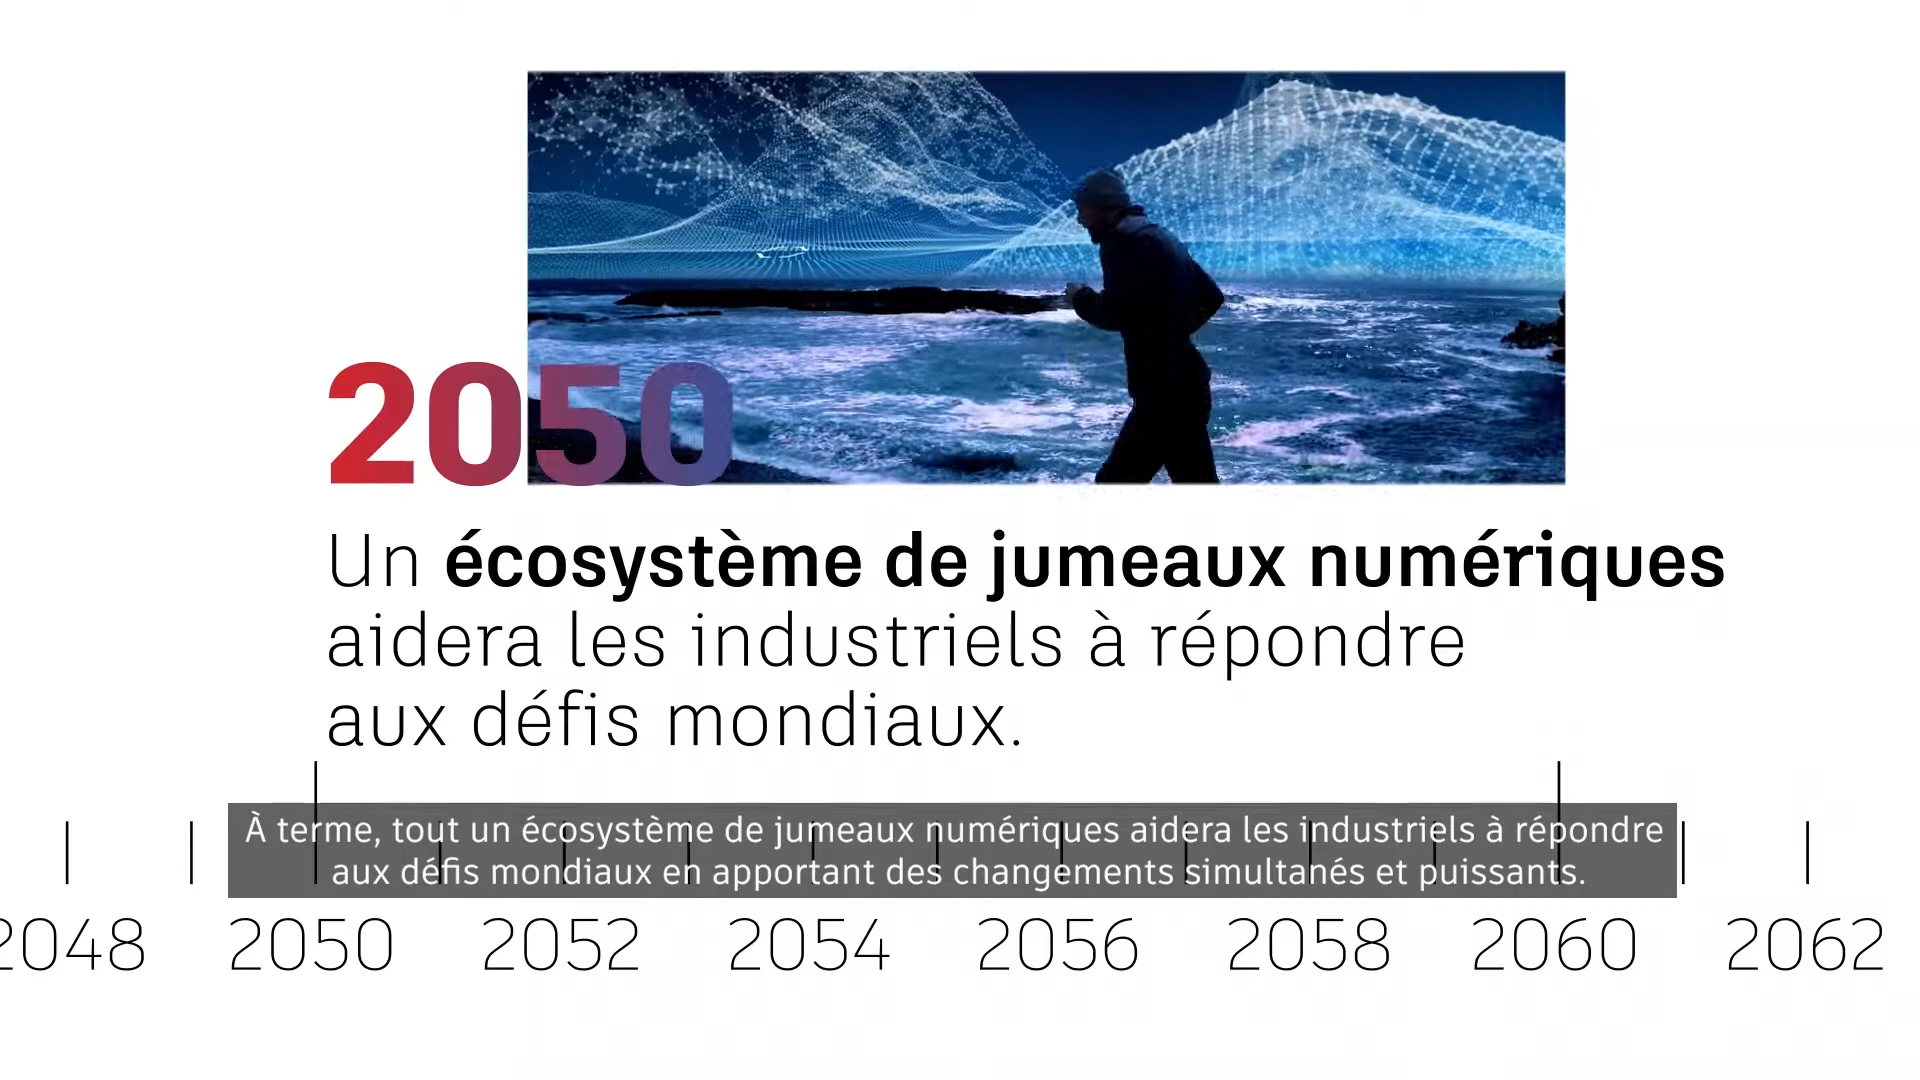 2050
Un écosystème de jumeaux numériques
aidera les industriels à répondre
aux défis mondiaux.
À terme, tout un écosystème de jumeaux numériques aidera les industriels à répondre
aux défis mondiaux en apportant des changements simultanés et puissants.
2048 2050 2052 2054 2056 2058 2060 2062